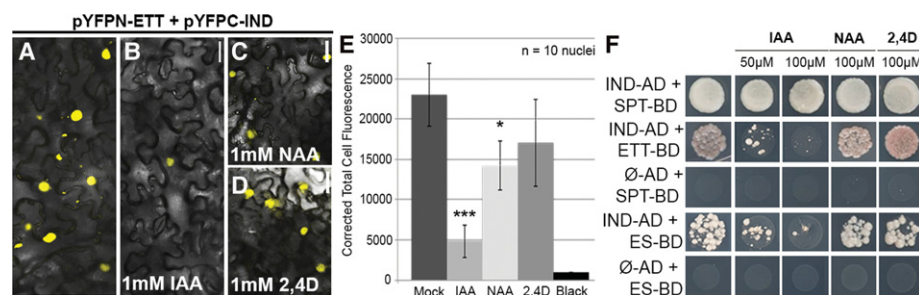 pYFPN-ETT + pYFPC-IND
A
B
1mM IAA
C
1mM NAA
D
1mM 2,4D
E
n = 10 nuclei
Corrected Total Cell Fluorescence
30000
25000
20000
15000
10000
5000
0
***
*
Mock IAA NAA 2,4D Black
F
IAA NAA 2,4D
50µM 100µM 100µM 100µM
IND-AD +
SPT-BD
IND-AD +
ETT-BD
Ø-AD +
SPT-BD
IND-AD +
ES-BD
Ø-AD +
ES-BD